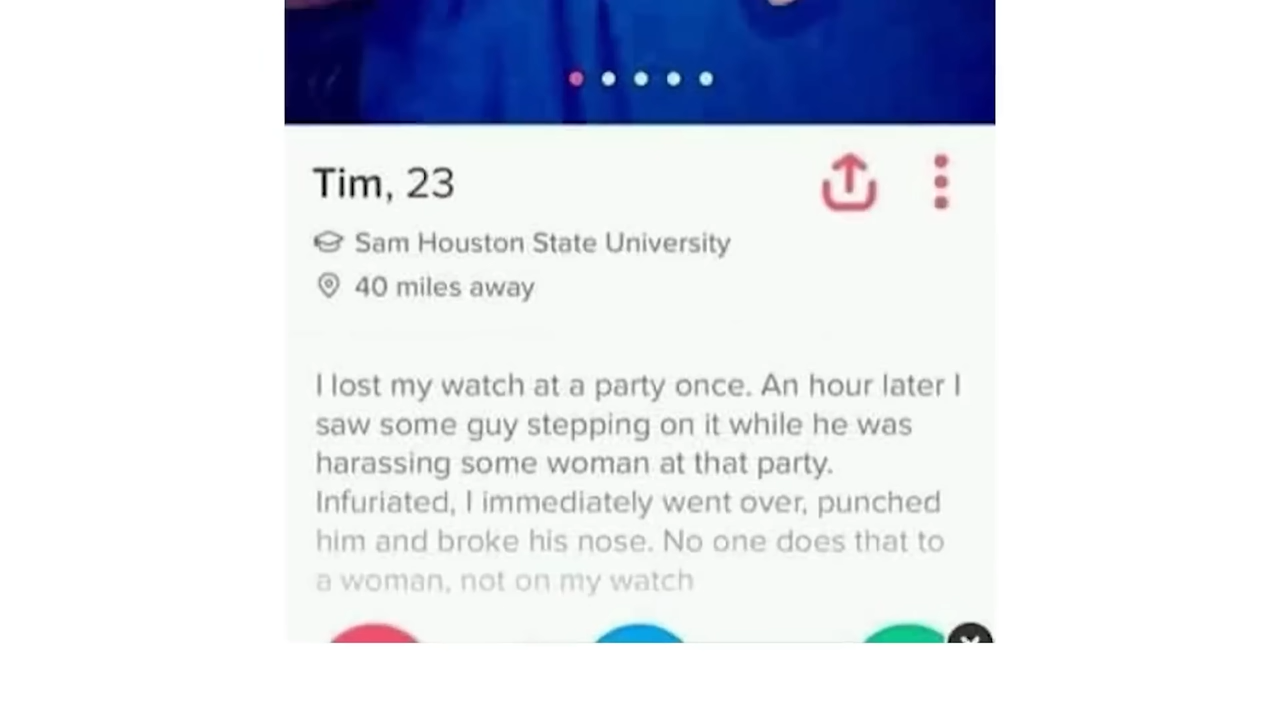 Tim, 23
Sam Houston State University
40 miles away
I lost my watch at a party once. An hour later I
saw some guy stepping on it while he was
harassing some woman at that party.
Infuriated, I immediately went over, punched
him and broke his nose. No one does that to
a woman, not on my watch